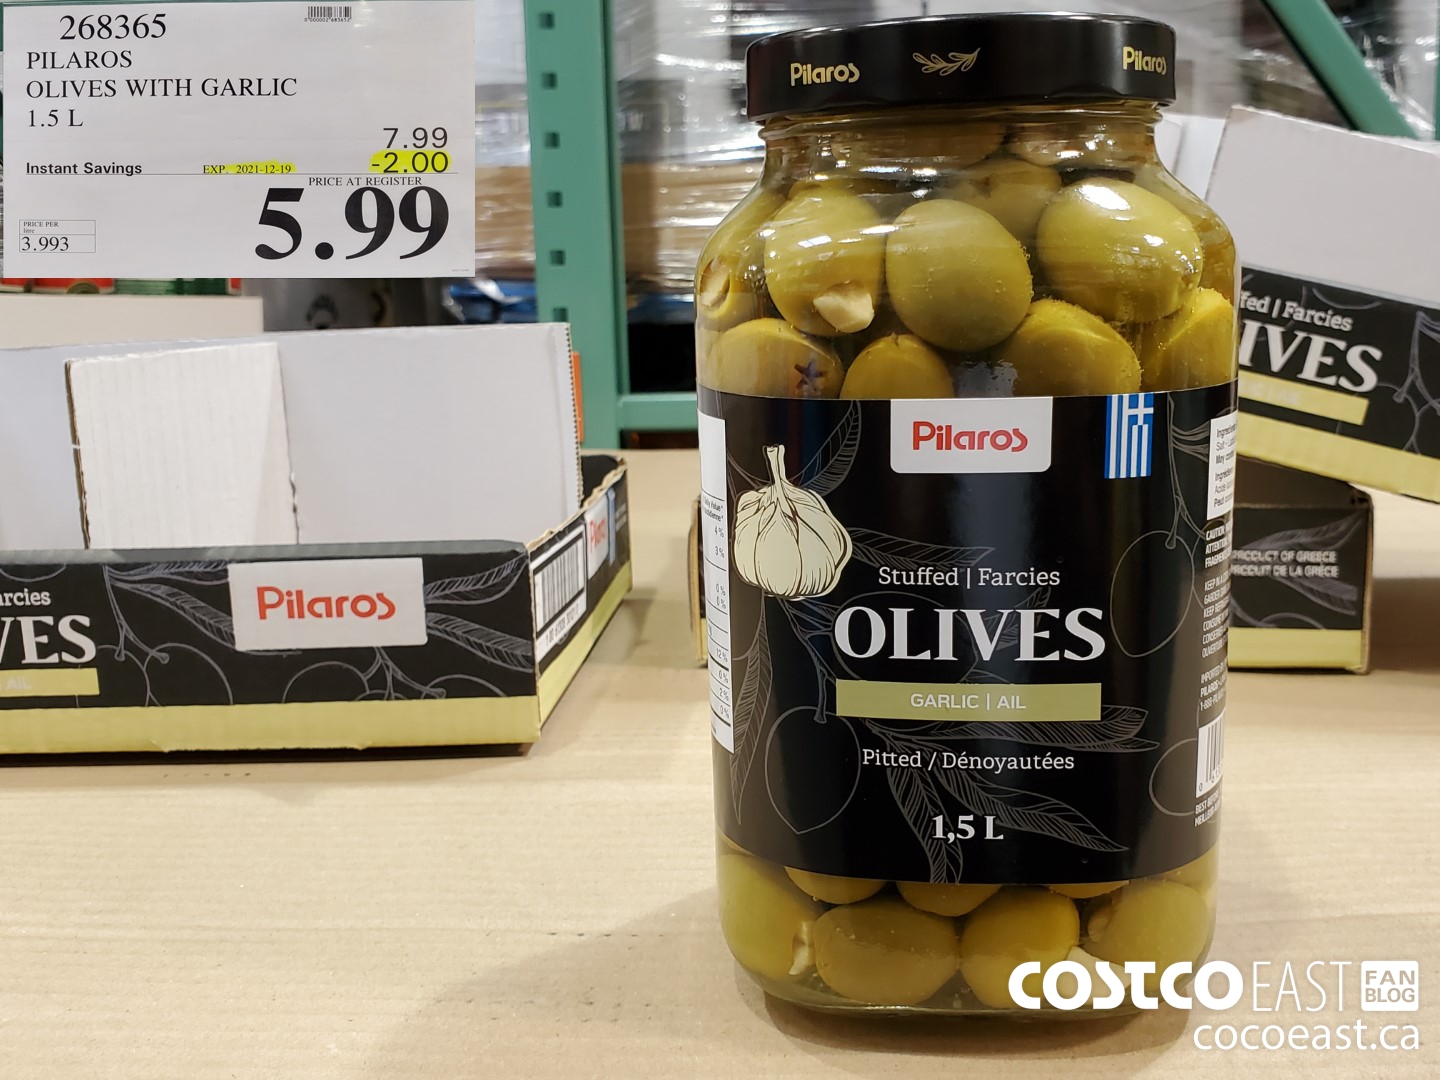 268365
PILAROS
OLIVES WITH GARLIC
1.5 L
7.99
Instant Savings EXP. 2021-12-19 -2.00
PRICE AT REGISTER
5.99
PRICE PER
litre
3.993
Pilaros
Pilaros
Pilaros
Stuffed | Farcies
OLIVES
GARLIC | AIL
Pitted / Dénoyautées
1,5 L
Pilaros
Pilaros
VES
AIL
fed | Farcies
IVES
PRODUCT OF GREECE
PRODUIT DE LA GRÈCE
COSTCO EAST FAN BLOG
cocoeast.ca